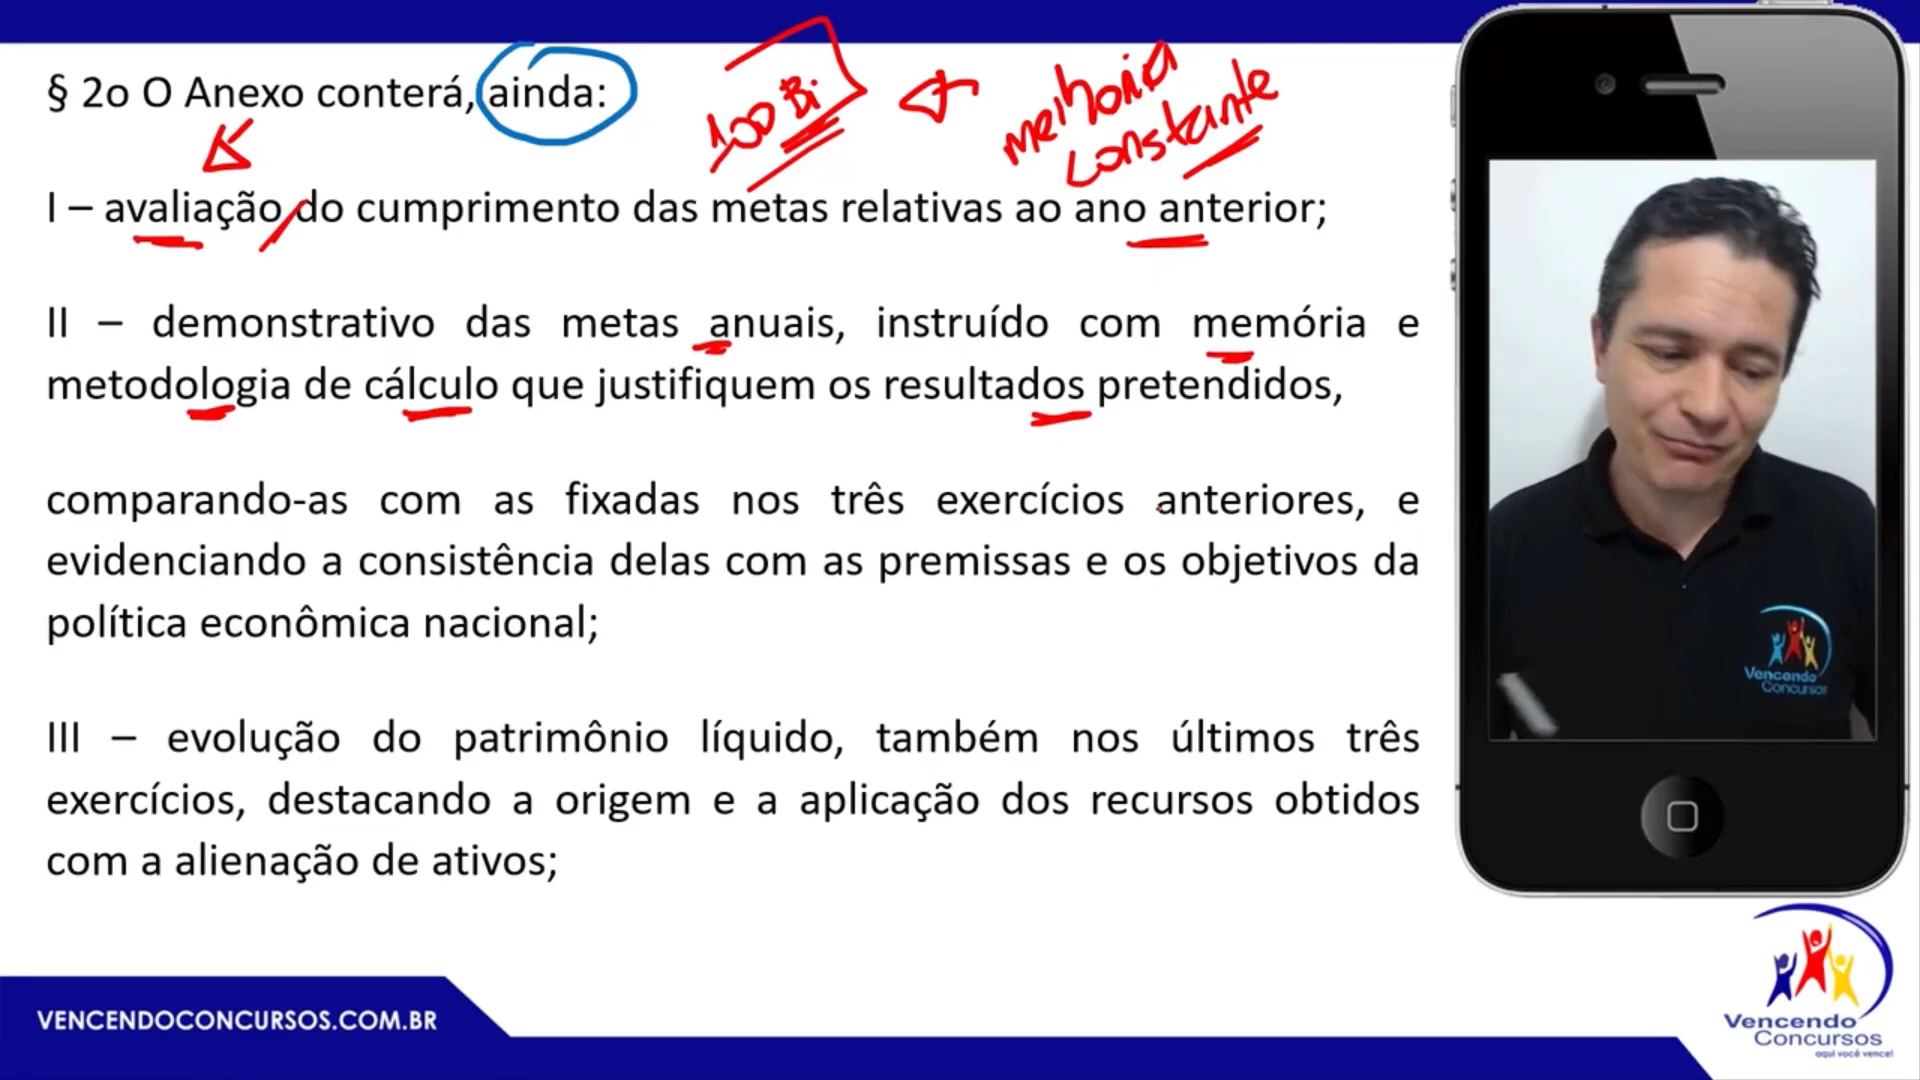 § 2o O Anexo conterá, ainda:
100 Bi
melhoria
constante
I – avaliação do cumprimento das metas relativas ao ano anterior;
II – demonstrativo das metas anuais, instruído com memória e
metodologia de cálculo que justifiquem os resultados pretendidos,
comparando-as com as fixadas nos três exercícios anteriores, e
evidenciando a consistência delas com as premissas e os objetivos da
política econômica nacional;
III – evolução do patrimônio líquido, também nos últimos três
exercícios, destacando a origem e a aplicação dos recursos obtidos
com a alienação de ativos;
Vencendo
Concursos
VENCENDOCONCURSOS.COM.BR
Vencendo
Concursos
aqui você vence!